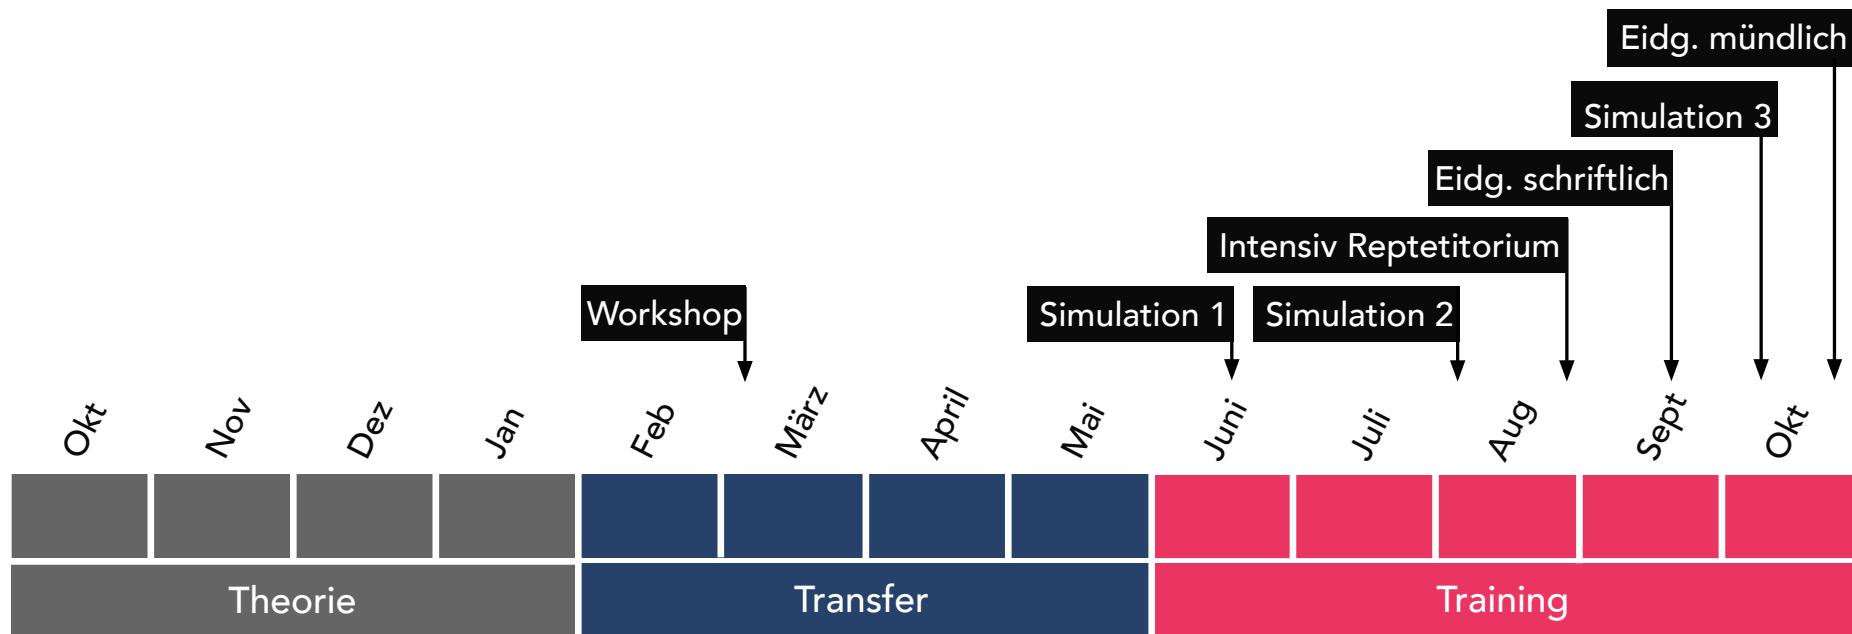 Eidg. mündlich
Simulation 3
Eidg. schriftlich
Intensiv Reptetitorium
Workshop
Simulation 1
Simulation 2
Okt
Nov
Dez
Jan
Feb
März
April
Mai
Juni
Juli
Aug
Sept
Okt
Theorie
Transfer
Training